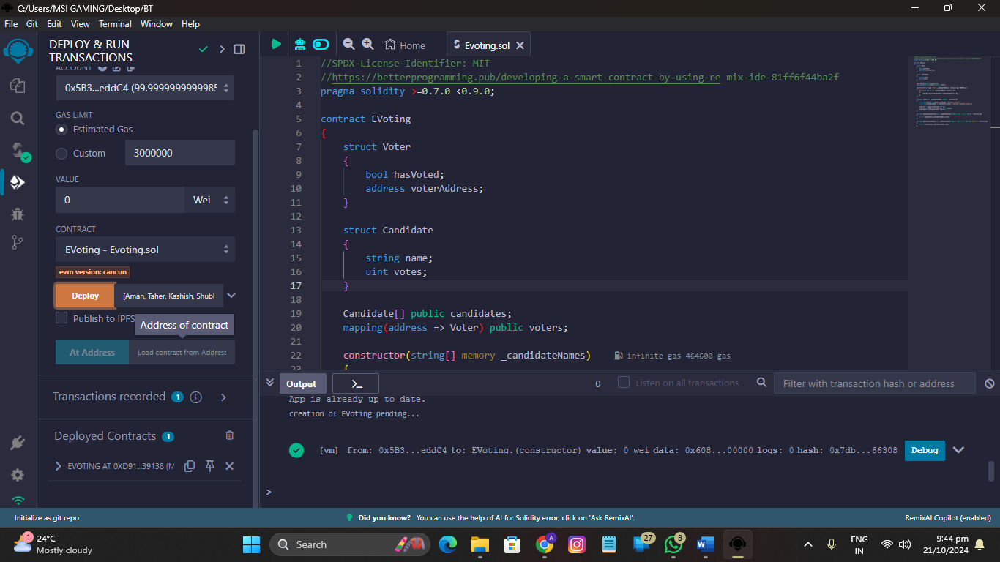 C:/Users/MSI GAMING/Desktop/BT
File Git Edit View Terminal Window Help
DEPLOY & RUN
TRANSACTIONS
ACCOUNT
0x5B3...eddC4 (99.9999999999985
GAS LIMIT
Estimated Gas
Custom 3000000
VALUE
0 Wei
CONTRACT
EVoting - Evoting.sol
evm version: cancun
Deploy [Aman, Taher, Kashish, Shubl
Publish to IPFS
Address of contract
At Address Load contract from Address
Transactions recorded 1 i
Deployed Contracts 1
EVOTING AT 0XD91...39138 (M
Home Evoting.sol
1 //SPDX-License-Identifier: MIT
2 //https://betterprogramming.pub/developing-a-smart-contract-by-using-re mix-ide-81ff6f44ba2f
3 pragma solidity >=0.7.0 <0.9.0;
4
5 contract EVoting
6 {
7 struct Voter
8 {
9 bool hasVoted;
10 address voterAddress;
11 }
12
13 struct Candidate
14 {
15 string name;
16 uint votes;
17 }
18
19 Candidate[] public candidates;
20 mapping(address => Voter) public voters;
21
22 constructor(string[] memory _candidateNames) infinite gas 464600 gas
23 {
Output >_ 0 Listen on all transactions Filter with transaction hash or address
App is already up to date.
creation of EVoting pending...
[vm] from: 0x5B3...eddC4 to: EVoting.(constructor) value: 0 wei data: 0x608...00000 logs: 0 hash: 0x7db...66308 Debug
>
Initialize as git repo Did you know? You can use the help of AI for Solidity error, click on 'Ask RemixAI'. RemixAI Copilot (enabled)
1 24°C
Mostly cloudy
Search
A 27 8
ENG
IN
9:44 pm
21/10/2024